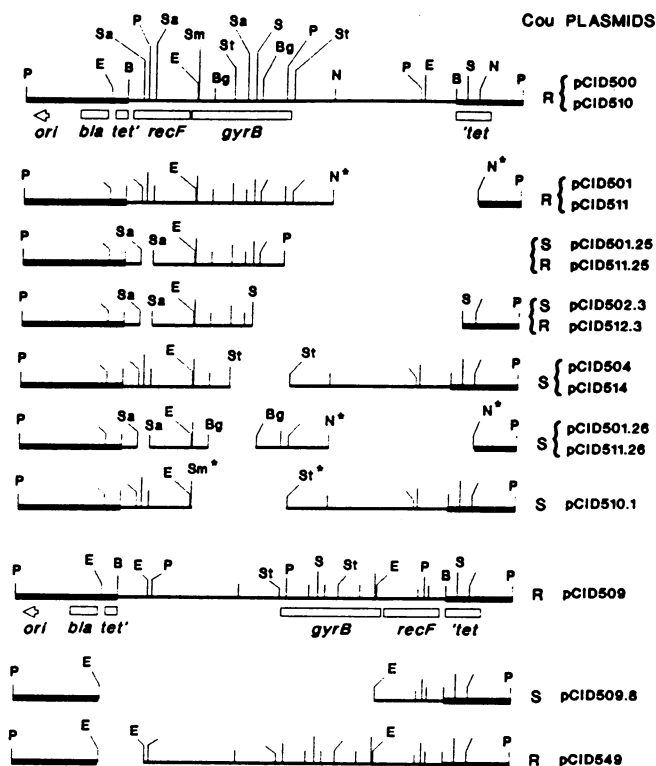 Cou PLASMIDS
P E B Sa P Sa Sm E St Bg Sa S Bg P St N P E B S N P
R { pCID500
pCID510
ori bla tet' recF gyrB 'tet
P E N* N* P
R { pCID501
pCID511
P Sa Sa E P
{ S pCID501.25
R pCID511.25
P Sa Sa E S S P
{ S pCID502.3
R pCID512.3
P E St St P
S { pCID504
pCID514
P Sa Sa E Bg Bg N* N* P
S { pCID501.26
pCID511.26
P E Sm* St* P
S pCID510.1
P E B E P St P S St E P B S P
R pCID509
ori bla tet' gyrB recF 'tet
P E E P
S pCID509.8
P E E E P
R pCID549